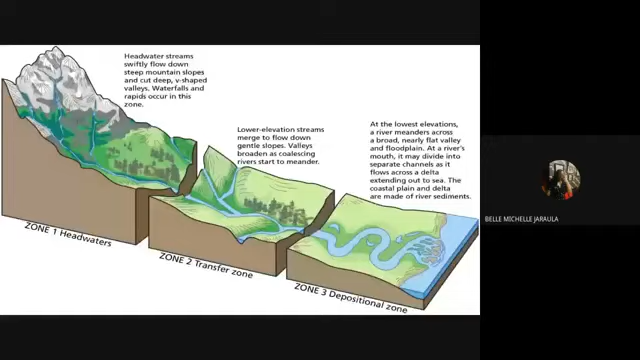 Headwater streams
swiftly flow down
steep mountain slopes
and cut deep, v-shaped
valleys. Waterfalls and
rapids occur in this
zone.
Lower-elevation streams
merge to flow down
gentle slopes. Valleys
broaden as coalescing
rivers start to meander.
At the lowest elevations,
a river meanders across
a broad, nearly flat valley
and floodplain. At a river's
mouth, it may divide into
separate channels as it
flows across a delta
extending out to sea. The
coastal plain and delta
are made of river sediments.
ZONE 1 Headwaters
ZONE 2 Transfer zone
ZONE 3 Depositional zone
BELLE MICHELLE JARAULA